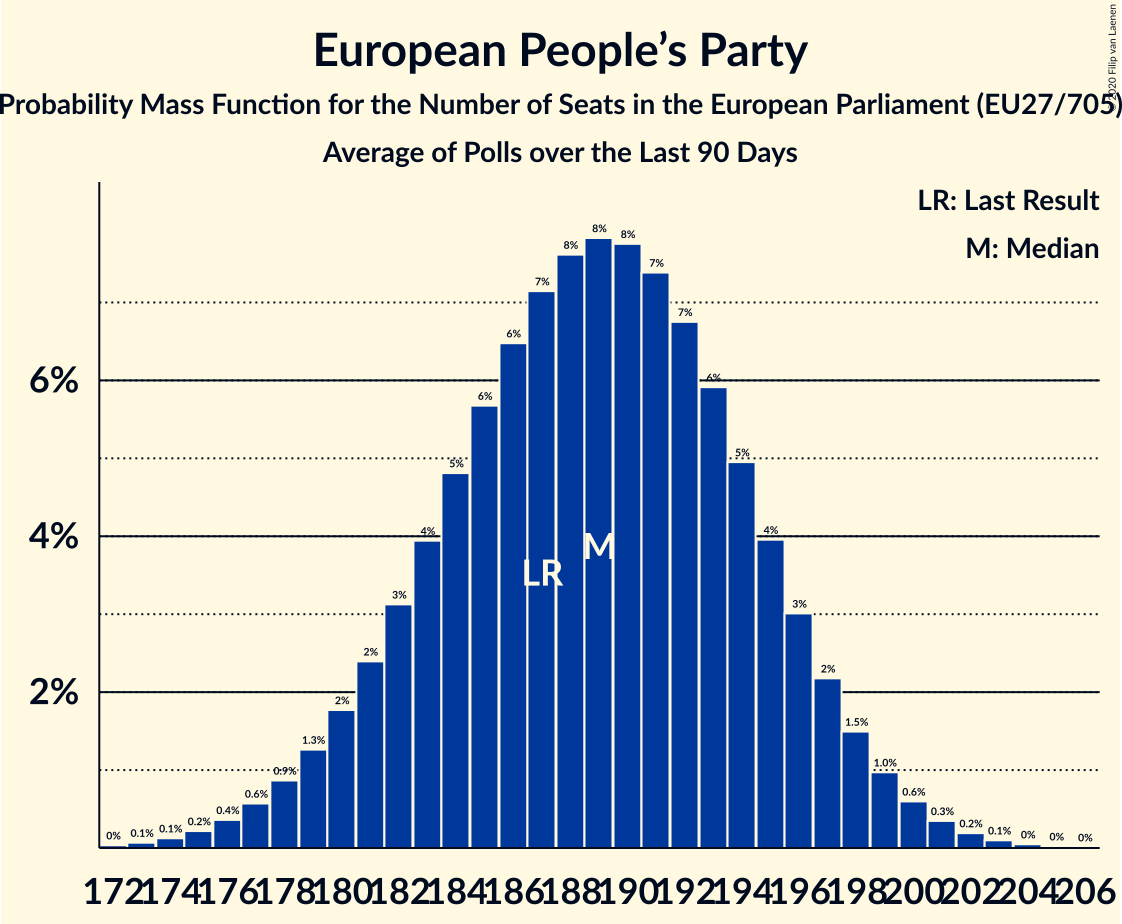 European People’s Party
Probability Mass Function for the Number of Seats in the European Parliament (EU27/705)
Average of Polls over the Last 90 Days
© 2020 Filip van Laenen
LR: Last Result
M: Median
6%
4%
2%
0% 0.1% 0.1% 0.2% 0.4% 0.6% 0.9% 1.3% 2% 2% 3% 4% 5% 6% 6% 7% 8% 8% 8% 7% 7% 6% 5% 4% 3% 2% 1.5% 1.0% 0.6% 0.3% 0.2% 0.1% 0% 0% 0%
M
LR
172 174 176 178 180 182 184 186 188 190 192 194 196 198 200 202 204 206